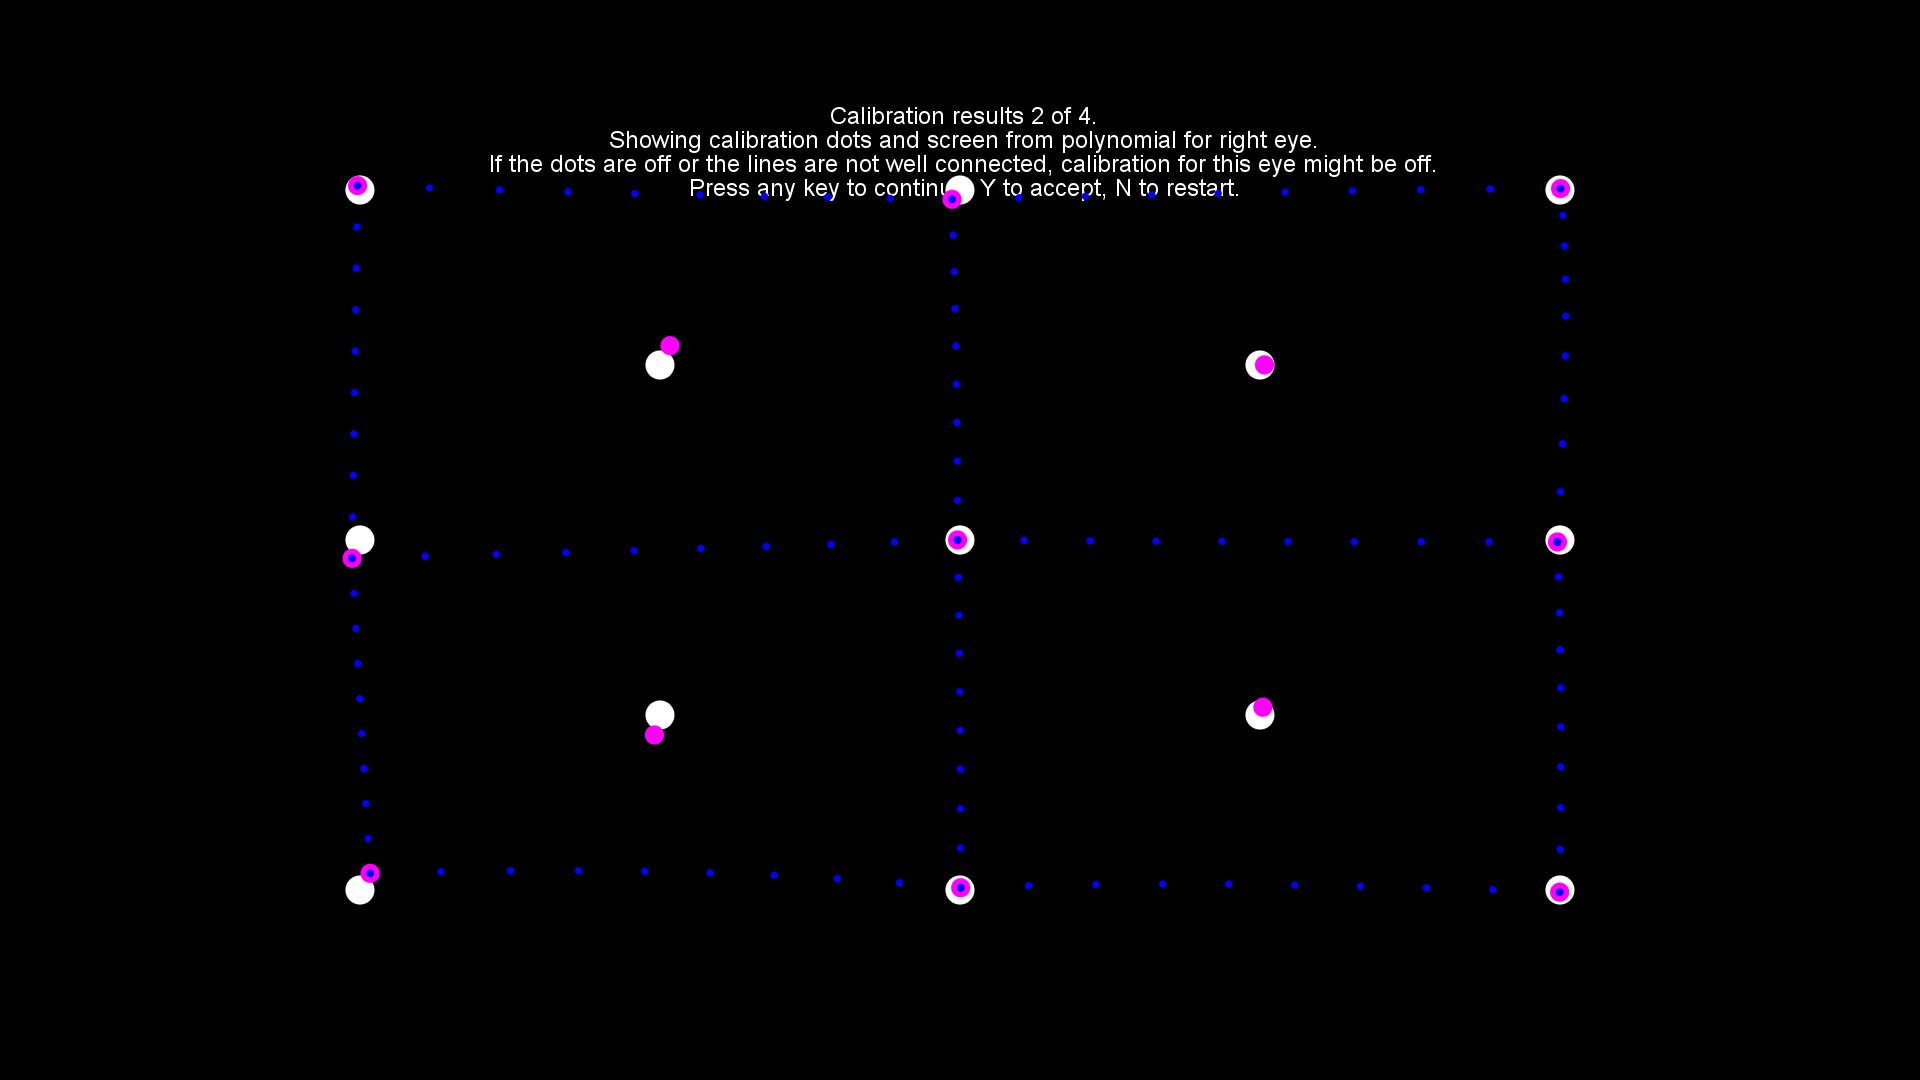 Calibration results 2 of 4.
Showing calibration dots and screen from polynomial for right eye.
If the dots are off or the lines are not well connected, calibration for this eye might be off.
Press any key to continue, Y to accept, N to restart.